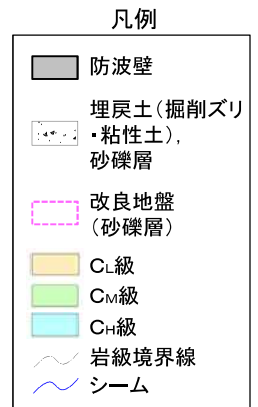 凡例
防波壁
埋戻土(掘削ズリ
・粘性土),
砂礫層
改良地盤
(砂礫層)
CL級
CM級
CH級
岩級境界線
シーム